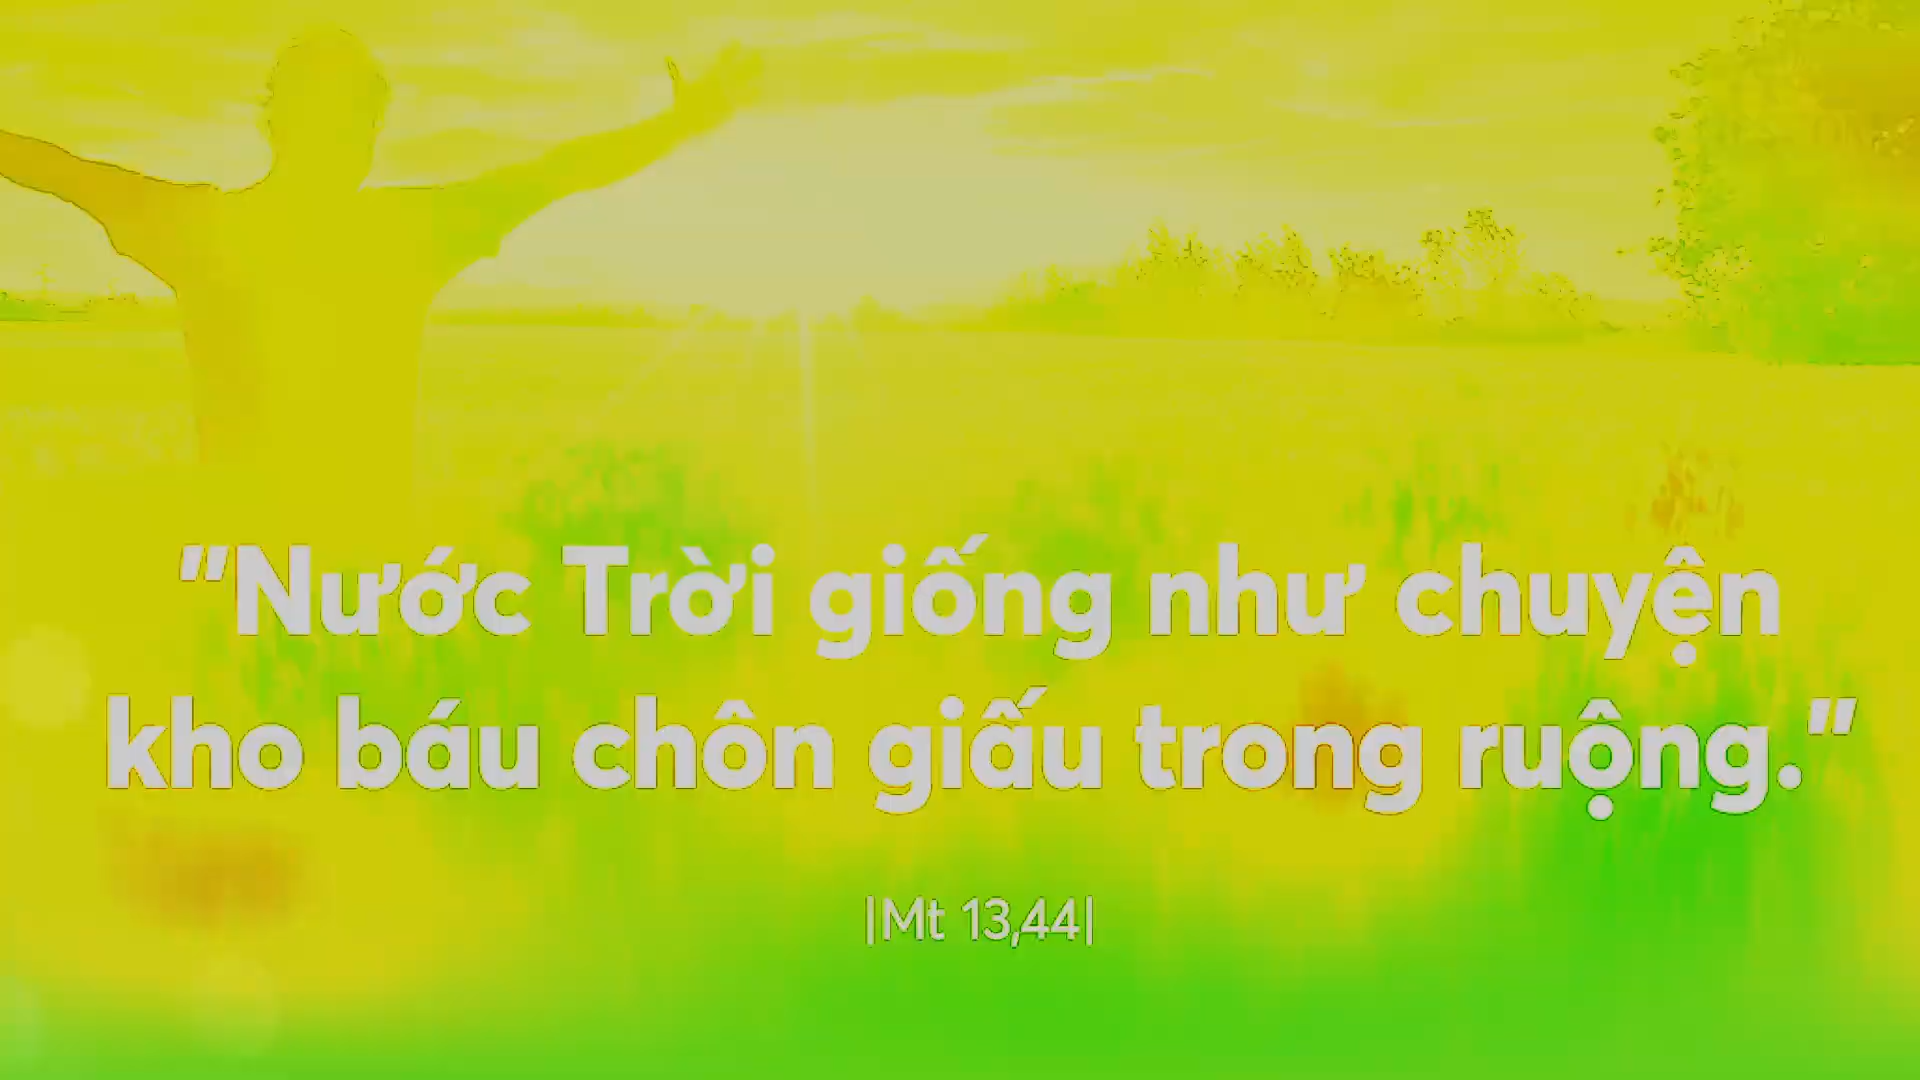 "Nước Trời giống như chuyện
kho báu chôn giấu trong ruộng."
|Mt 13,44|